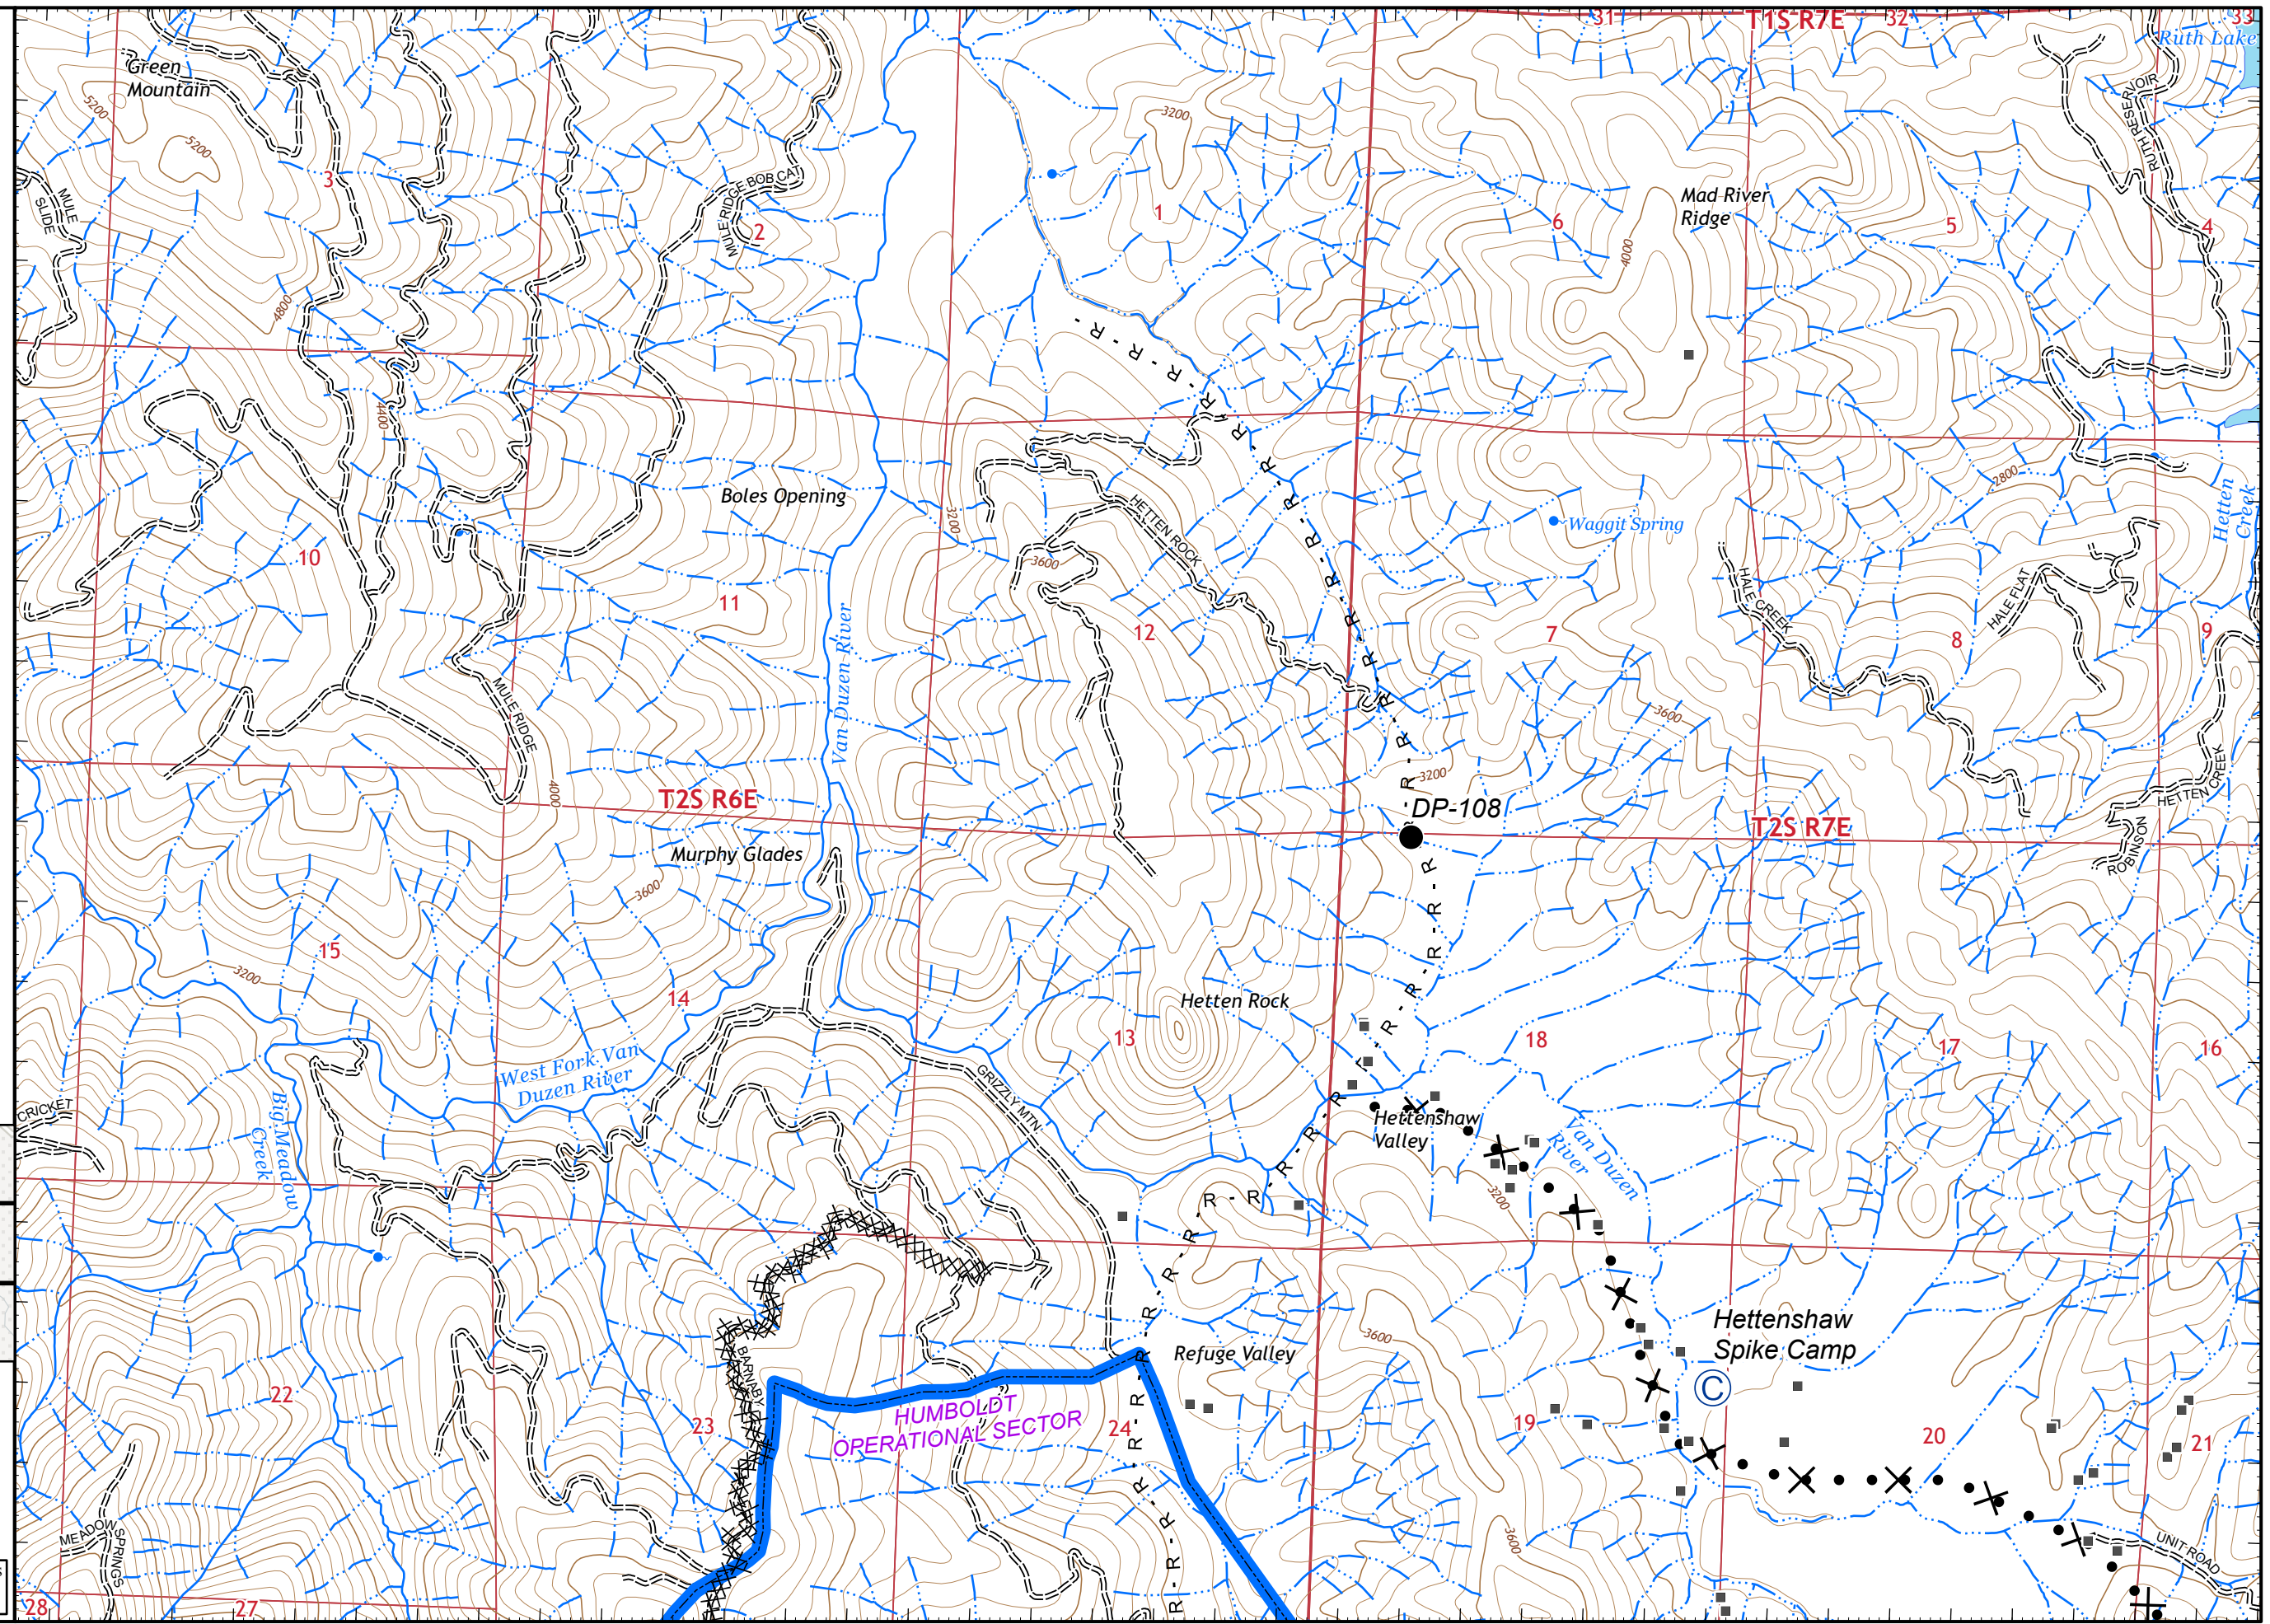 T1S R7E
31
32
33
Ruth Lake
Green
Mountain
5200
5200
3200
RUTH RESERVOIR
MULE
SLIDE
3
MULE RIDGE BOB CAT
2
1
Mad River
Ridge
6
5
4
4000
4800
4400
Boles Opening
3200
HETTEN ROCK
Waggit Spring
2800
Hetten
Creek
10
3600
11
12
7
HALE CREEK
HALE FLAT
8
9
Van Duzen River
MULE RIDGE
3600
4000
3200
HETTEN CREEK
T2S R6E
DP-108
T2S R7E
ROBINSON
Murphy Glades
3600
15
3200
14
Hetten Rock
13
18
17
16
West Fork Van
Duzen River
GRIZZLY MTN
CRICKET
Big Meadow
Creek
Hettenshaw
Valley
Van Duzen
River
3200
Hettenshaw
Spike Camp
3600
Refuge Valley
BARNABY
C
22
23
HUMBOLDT
OPERATIONAL SECTOR
24
19
20
21
MEADOW SPRINGS
3600
UNIT ROAD
28
27
R - R - R - R - R - R - R - R - R - R - R - R - R - R - R
R - R - R - R - R - R - R - R - R - R - R - R - R - R - R - R - R - R - R - R - R - R